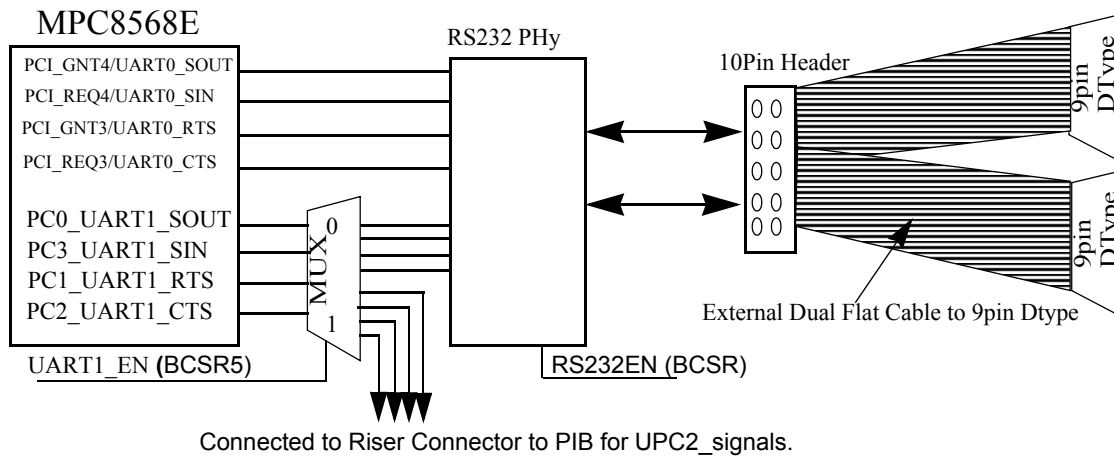 MPC8568E
PCI_GNT4/UART0_SOUT
PCI_REQ4/UART0_SIN
PCI_GNT3/UART0_RTS
PCI_REQ3/UART0_CTS
PC0_UART1_SOUT
PC3_UART1_SIN
PC1_UART1_RTS
PC2_UART1_CTS
UART1_EN (BCSR5)
0
MUX
1
RS232 PHy
RS232EN (BCSR)
10Pin Header
9pin
DType
9pin
DType
External Dual Flat Cable to 9pin Dtype
Connected to Riser Connector to PIB for UPC2_signals.